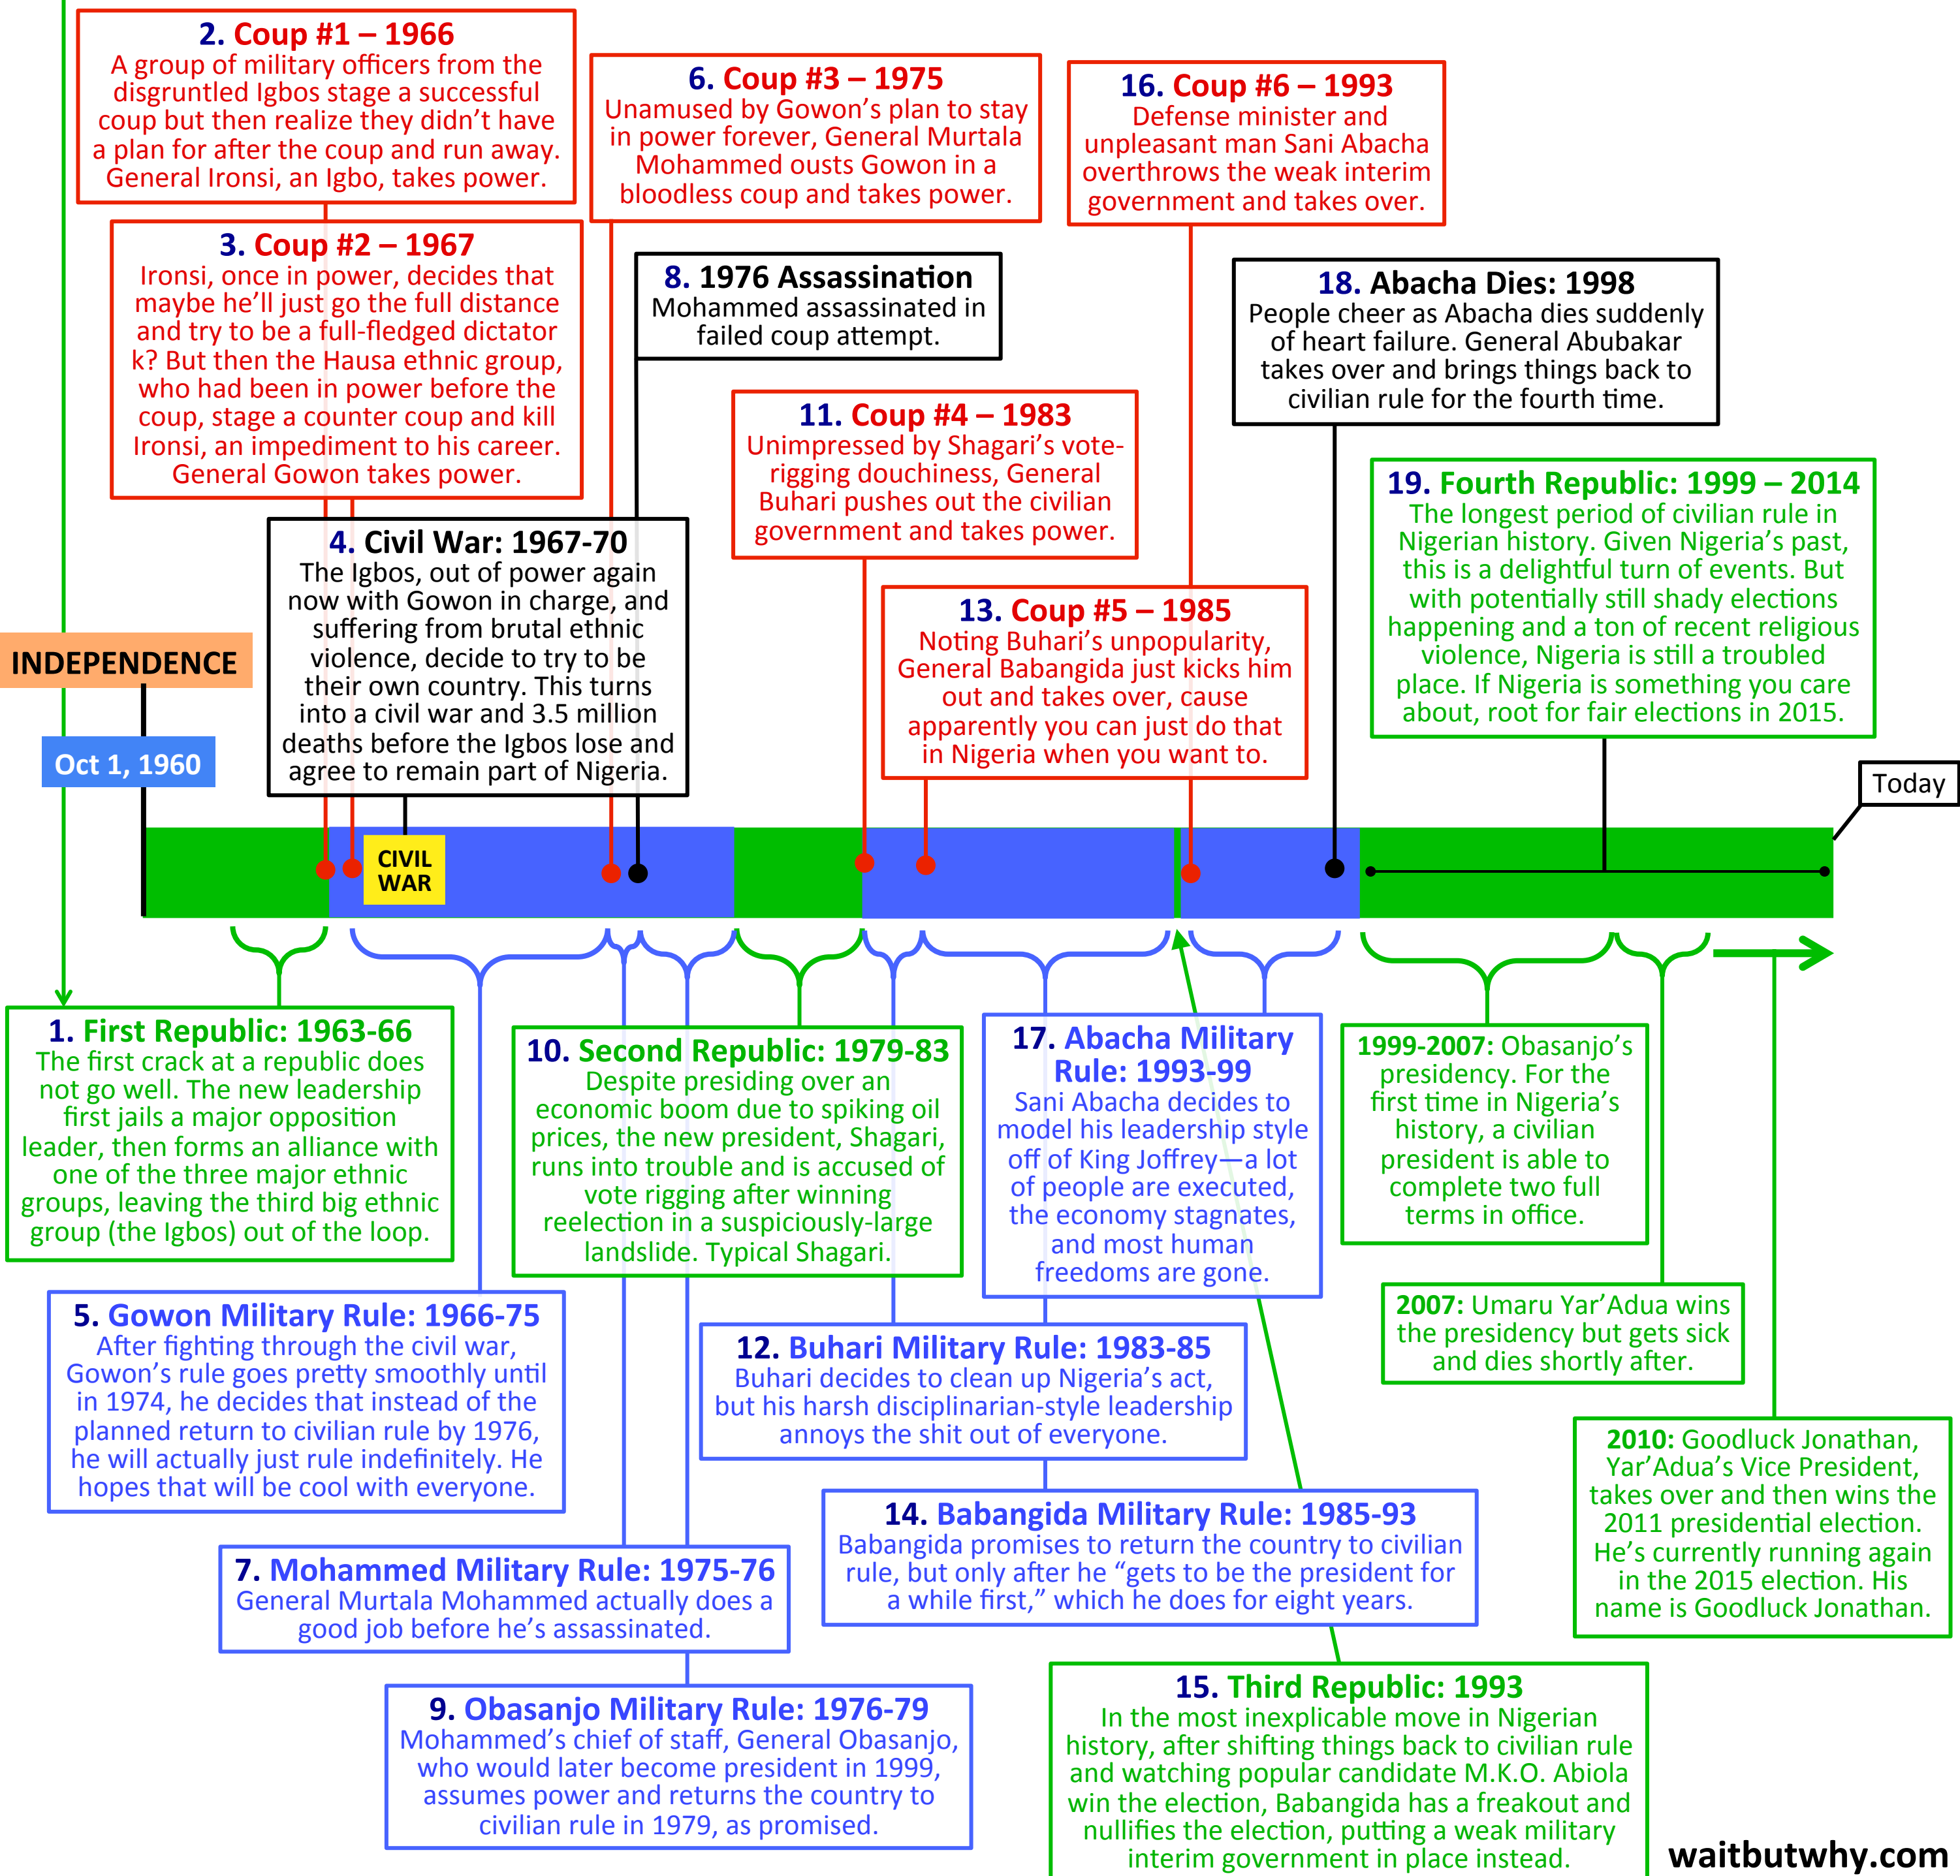 2. Coup #1 – 1966
A group of military officers from the
disgruntled Igbos stage a successful
coup but then realize they didn't have
a plan for after the coup and run away.
General Ironsi, an Igbo, takes power.
6. Coup #3 – 1975
Unamused by Gowon's plan to stay
in power forever, General Murtala
Mohammed ousts Gowon in a
bloodless coup and takes power.
16. Coup #6 – 1993
Defense minister and
unpleasant man Sani Abacha
overthrows the weak interim
government and takes over.
3. Coup #2 – 1967
Ironsi, once in power, decides that
maybe he'll just go the full distance
and try to be a full-fledged dictator
k? But then the Hausa ethnic group,
who had been in power before the
coup, stage a counter coup and kill
Ironsi, an impediment to his career.
General Gowon takes power.
8. 1976 Assassination
Mohammed assassinated in
failed coup attempt.
18. Abacha Dies: 1998
People cheer as Abacha dies suddenly
of heart failure. General Abubakar
takes over and brings things back to
civilian rule for the fourth time.
11. Coup #4 – 1983
Unimpressed by Shagari's vote-
rigging douchiness, General
Buhari pushes out the civilian
government and takes power.
19. Fourth Republic: 1999 – 2014
The longest period of civilian rule in
Nigerian history. Given Nigeria's past,
this is a delightful turn of events. But
with potentially still shady elections
happening and a ton of recent religious
violence, Nigeria is still a troubled
place. If Nigeria is something you care
about, root for fair elections in 2015.
4. Civil War: 1967-70
The Igbos, out of power again
now with Gowon in charge, and
suffering from brutal ethnic
violence, decide to try to be
their own country. This turns
into a civil war and 3.5 million
deaths before the Igbos lose and
agree to remain part of Nigeria.
13. Coup #5 – 1985
Noting Buhari's unpopularity,
General Babangida just kicks him
out and takes over, cause
apparently you can just do that
in Nigeria when you want to.
INDEPENDENCE
Oct 1, 1960
Today
CIVIL
WAR
1. First Republic: 1963-66
The first crack at a republic does
not go well. The new leadership
first jails a major opposition
leader, then forms an alliance with
one of the three major ethnic
groups, leaving the third big ethnic
group (the Igbos) out of the loop.
10. Second Republic: 1979-83
Despite presiding over an
economic boom due to spiking oil
prices, the new president, Shagari,
runs into trouble and is accused of
vote rigging after winning
reelection in a suspiciously-large
landslide. Typical Shagari.
17. Abacha Military
Rule: 1993-99
Sani Abacha decides to
model his leadership style
off of King Joffrey—a lot
of people are executed,
the economy stagnates,
and most human
freedoms are gone.
1999-2007: Obasanjo's
presidency. For the
first time in Nigeria's
history, a civilian
president is able to
complete two full
terms in office.
5. Gowon Military Rule: 1966-75
After fighting through the civil war,
Gowon's rule goes pretty smoothly until
in 1974, he decides that instead of the
planned return to civilian rule by 1976,
he will actually just rule indefinitely. He
hopes that will be cool with everyone.
12. Buhari Military Rule: 1983-85
Buhari decides to clean up Nigeria's act,
but his harsh disciplinarian-style leadership
annoys the shit out of everyone.
2007: Umaru Yar'Adua wins
the presidency but gets sick
and dies shortly after.
14. Babangida Military Rule: 1985-93
Babangida promises to return the country to civilian
rule, but only after he "gets to be the president for
a while first," which he does for eight years.
2010: Goodluck Jonathan,
Yar'Adua's Vice President,
takes over and then wins the
2011 presidential election.
He's currently running again
in the 2015 election. His
name is Goodluck Jonathan.
7. Mohammed Military Rule: 1975-76
General Murtala Mohammed actually does a
good job before he's assassinated.
9. Obasanjo Military Rule: 1976-79
Mohammed's chief of staff, General Obasanjo,
who would later become president in 1999,
assumes power and returns the country to
civilian rule in 1979, as promised.
15. Third Republic: 1993
In the most inexplicable move in Nigerian
history, after shifting things back to civilian rule
and watching popular candidate M.K.O. Abiola
win the election, Babangida has a freakout and
nullifies the election, putting a weak military
interim government in place instead.
waitbutwhy.com